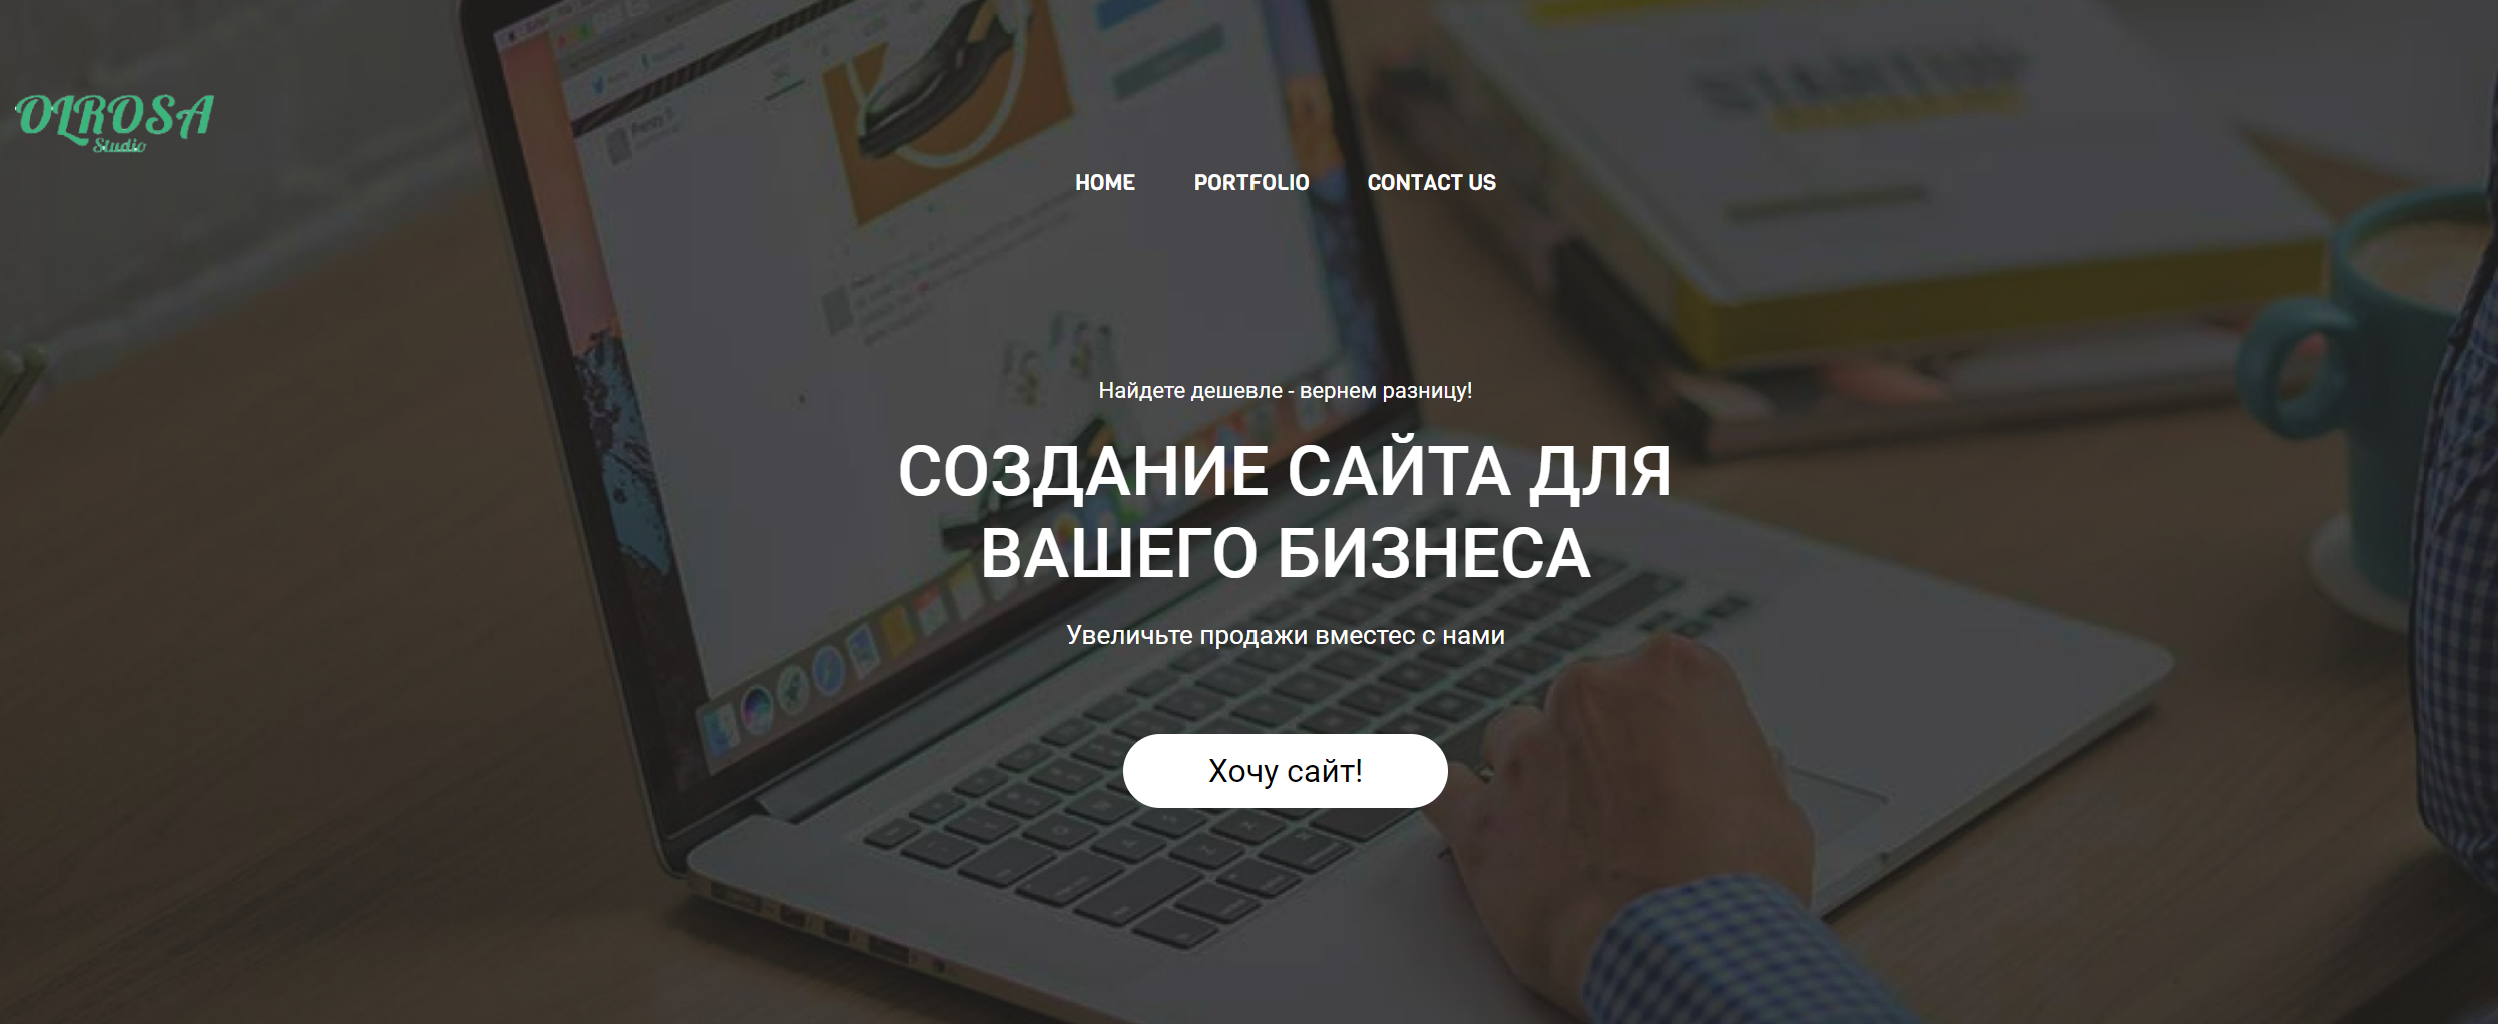 OLROSA
Studio
HOME PORTFOLIO CONTACT US
Найдете дешевле - вернем разницу!
СОЗДАНИЕ САЙТА ДЛЯ
ВАШЕГО БИЗНЕСА
Увеличьте продажи вместес с нами
Хочу сайт!